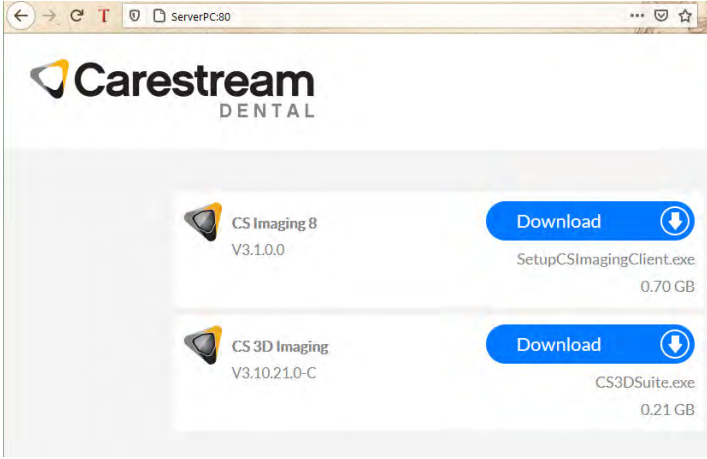 ServerPC:80
Carestream
DENTAL
CS Imaging 8
V3.1.0.0
Download
SetupCSImagingClient.exe
0.70 GB
CS 3D Imaging
V3.10.21.0-C
Download
CS3DSuite.exe
0.21 GB